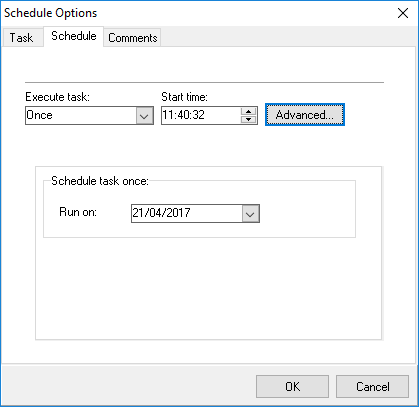 Schedule Options
Task Schedule Comments
Execute task: Start time:
Once 11:40:32 Advanced...
Schedule task once:
Run on: 21/04/2017
OK Cancel